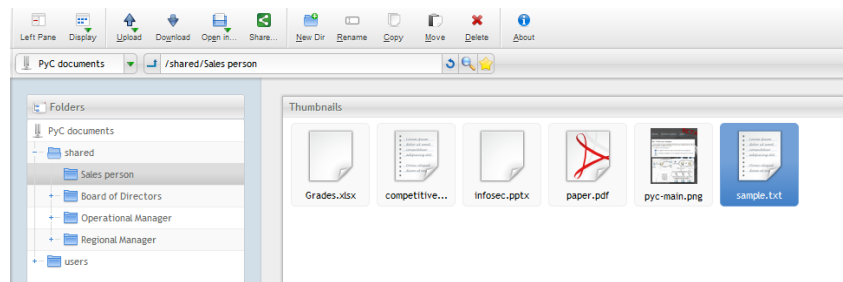 Left Pane Display Upload Download Open in... Share... New Dir Rename Copy Move Delete About
PyC documents /shared/Sales person
Folders
PyC documents
shared
Sales person
Board of Directors
Operational Manager
Regional Manager
users
Thumbnails
Grades.xlsx competitive... infosec.pptx paper.pdf pyc-main.png sample.txt